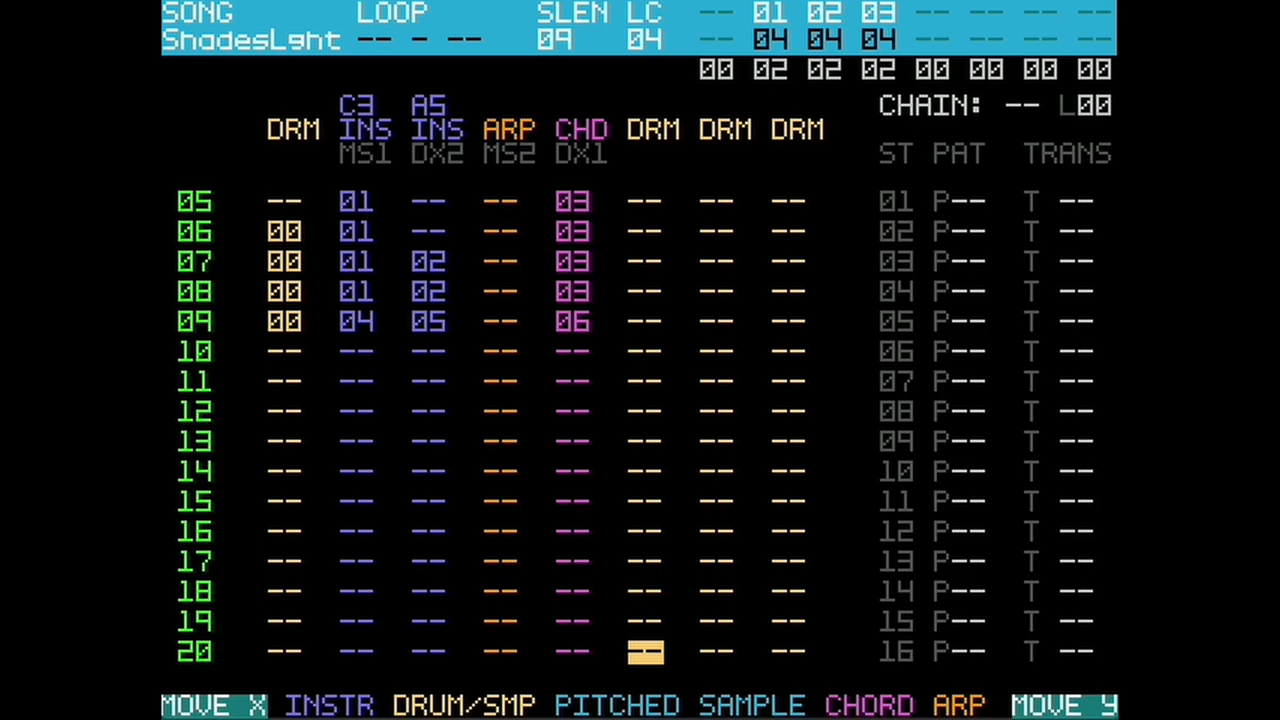 SONG LOOP SLEN LC -- 01 02 03 -- -- -- --
ShadesLght -- - -- 09 04 -- 04 04 04 -- -- -- --
00 02 02 02 00 00 00 00
C3 A5 CHAIN: -- L00
DRM INS INS ARP CHD DRM DRM DRM
MS1 DX2 MS2 DX1 ST PAT TRANS
05 -- 01 -- -- 03 -- -- -- 01 P-- T --
06 00 01 -- -- 03 -- -- -- 02 P-- T --
07 00 01 02 -- 03 -- -- -- 03 P-- T --
08 00 01 02 -- 03 -- -- -- 04 P-- T --
09 00 04 05 -- 06 -- -- -- 05 P-- T --
10 -- -- -- -- -- -- -- -- 06 P-- T --
11 -- -- -- -- -- -- -- -- 07 P-- T --
12 -- -- -- -- -- -- -- -- 08 P-- T --
13 -- -- -- -- -- -- -- -- 09 P-- T --
14 -- -- -- -- -- -- -- -- 10 P-- T --
15 -- -- -- -- -- -- -- -- 11 P-- T --
16 -- -- -- -- -- -- -- -- 12 P-- T --
17 -- -- -- -- -- -- -- -- 13 P-- T --
18 -- -- -- -- -- -- -- -- 14 P-- T --
19 -- -- -- -- -- -- -- -- 15 P-- T --
20 -- -- -- -- -- -- -- -- 16 P-- T --
MOVE X INSTR DRUM/SMP PITCHED SAMPLE CHORD ARP MOVE Y